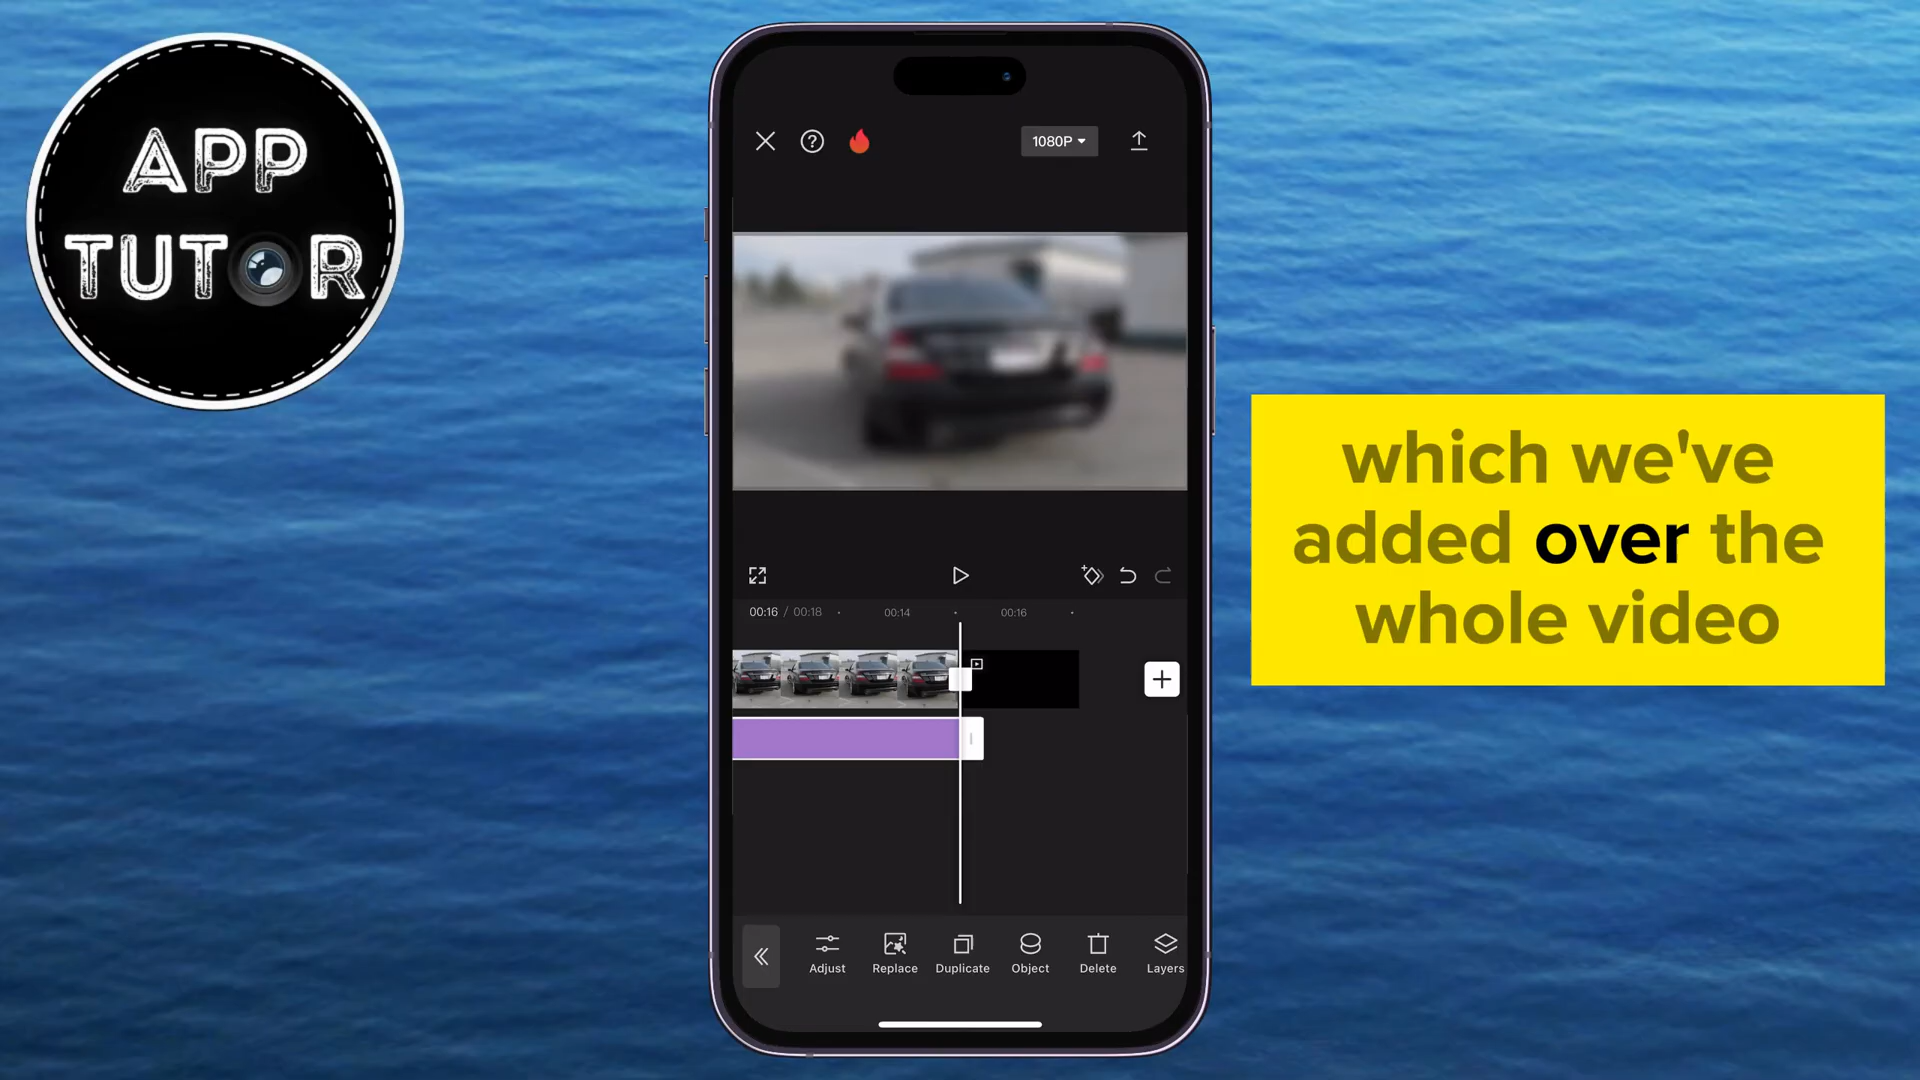 APP
TUTOR
1080P
00:16 / 00:18
00:14
00:16
Adjust
Replace
Duplicate
Object
Delete
Layers
which we've
added over the
whole video